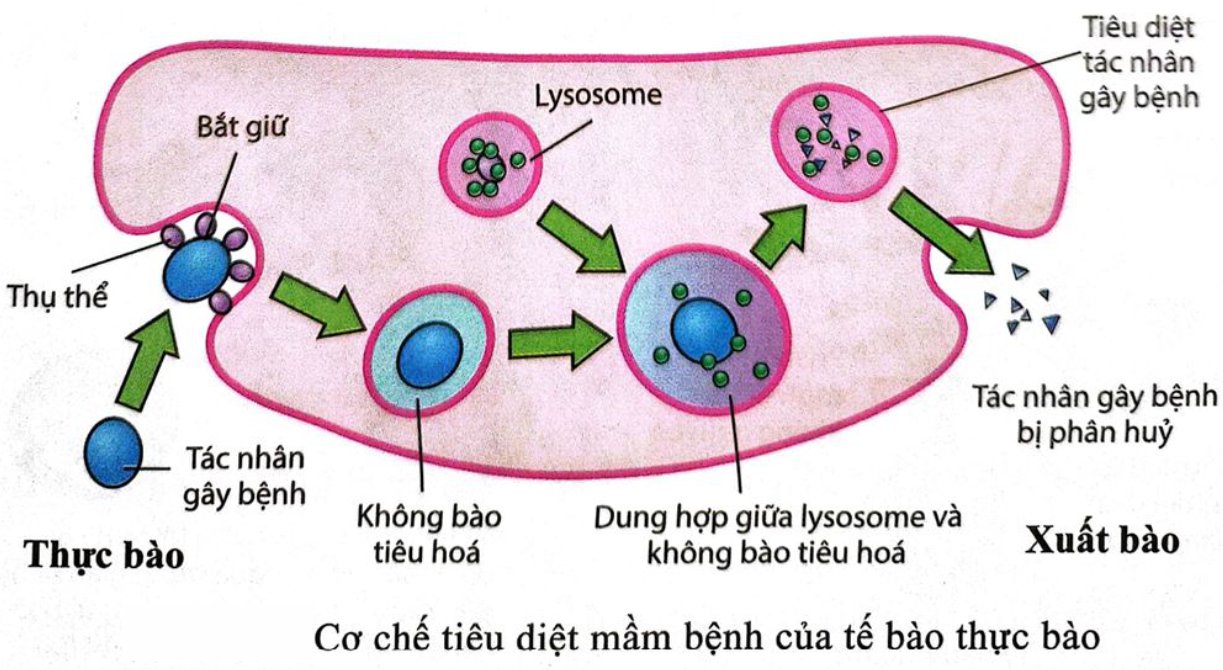 Tiêu diệt
tác nhân
gây bệnh
Lysosome
Bắt giữ
Thụ thể
Tác nhân
gây bệnh
Thực bào
Không bào
tiêu hoá
Dung hợp giữa lysosome và
không bào tiêu hoá
Tác nhân gây bệnh
bị phân huỷ
Xuất bào
Cơ chế tiêu diệt mầm bệnh của tế bào thực bào